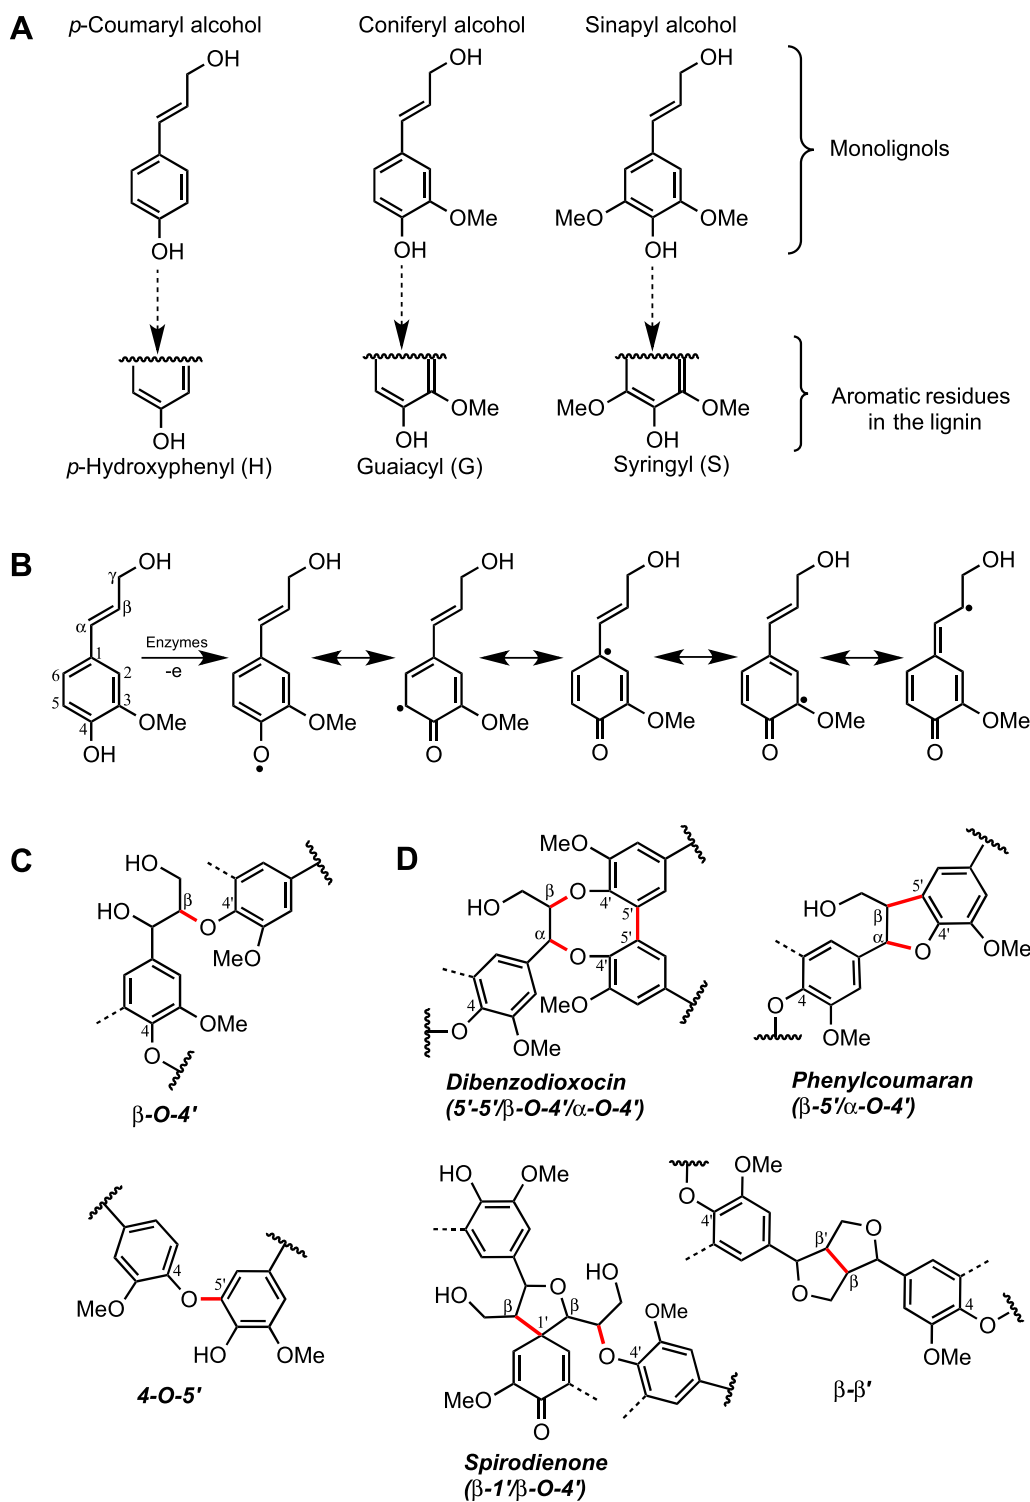 A
p-Coumaryl alcohol
Coniferyl alcohol
Sinapyl alcohol
OH
OH
OH
Monolignols
OMe
MeO
OMe
OH
OH
OH
OMe
MeO
OMe
Aromatic residues
in the lignin
OH
OH
OH
p-Hydroxyphenyl (H)
Guaiacyl (G)
Syringyl (S)
B
OH
OH
OH
OH
OH
OH
γ
β
α
Enzymes
-e
1
6
2
5
3
4
OMe
OMe
OMe
OMe
OMe
OMe
OH
O
O
O
O
O
C
HO
β
HO
4'
O
MeO
OMe
4
O
β-O-4'
D
MeO
β
O
4'
HO
5'
5'
α
O
4'
4
MeO
O
OMe
Dibenzodioxocin
(5'-5'/β-O-4'/α-O-4')
5'
HO
β
4'
α
O
OMe
4
O
OMe
Phenylcoumaran
(β-5'/α-O-4')
4
5'
MeO
O
HO
OMe
4-O-5'
HO
OMe
O
HO
HO
β
β
1'
OMe
4'
O
MeO
O
Spirodienone
(β-1'/β-O-4')
OMe
O
4'
O
β'
β
O
4
O
OMe
β-β'